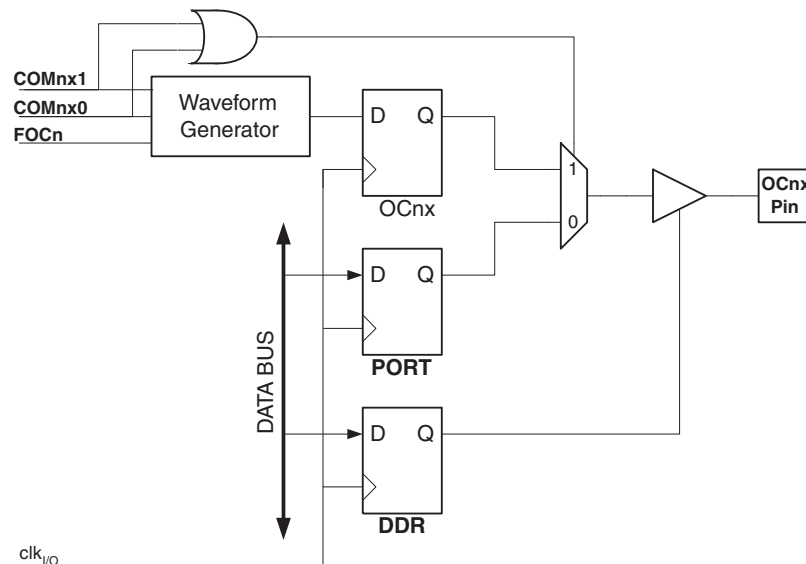 COMnx1
COMnx0
FOCn
Waveform
Generator
D Q
OCnx
1
0
OCnx
Pin
D Q
PORT
D Q
DDR
DATA BUS
clkI/O